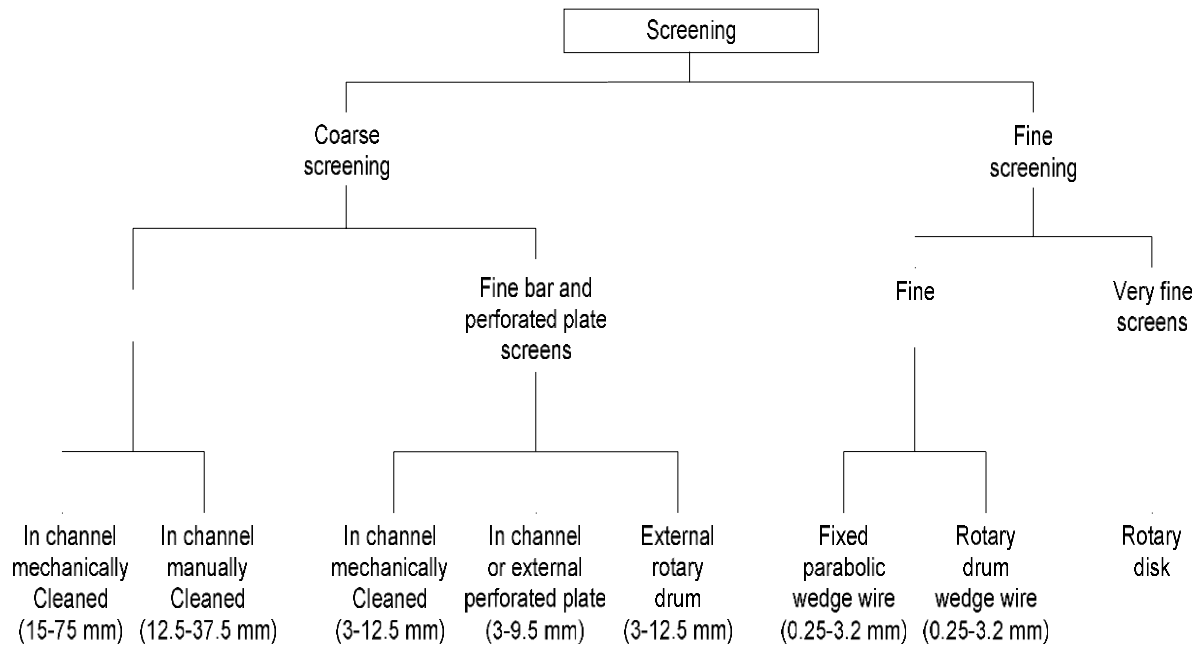 Screening
Coarse
screening
Fine
screening
Fine bar and
perforated plate
screens
Fine
Very fine
screens
In channel
mechanically
Cleaned
(15-75 mm)
In channel
manually
Cleaned
(12.5-37.5 mm)
In channel
mechanically
Cleaned
(3-12.5 mm)
In channel
or external
perforated plate
(3-9.5 mm)
External
rotary
drum
(3-12.5 mm)
Fixed
parabolic
wedge wire
(0.25-3.2 mm)
Rotary
drum
wedge wire
(0.25-3.2 mm)
Rotary
disk